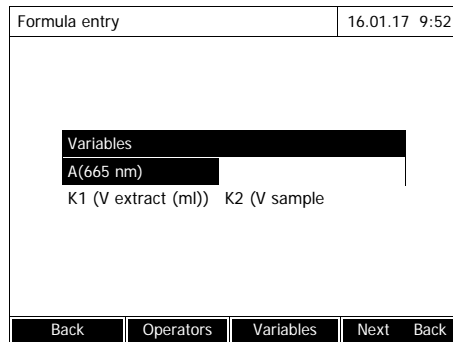 Formula entry 16.01.17 9:52
Variables
A(665 nm)
K1 (V extract (ml)) K2 (V sample
Back Operators Variables Next Back